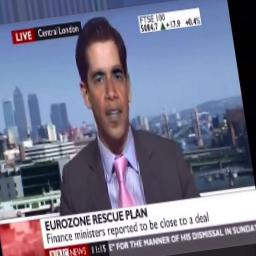 LIVE Central London
FTSE 100
5084.7 ▲+17.9 +0.4%
EUROZONE RESCUE PLAN
Finance ministers reported to be close to a deal
BBC NEWS 11:15 E" FOR THE MANNER OF HIS DISMISSAL IN SUNDA